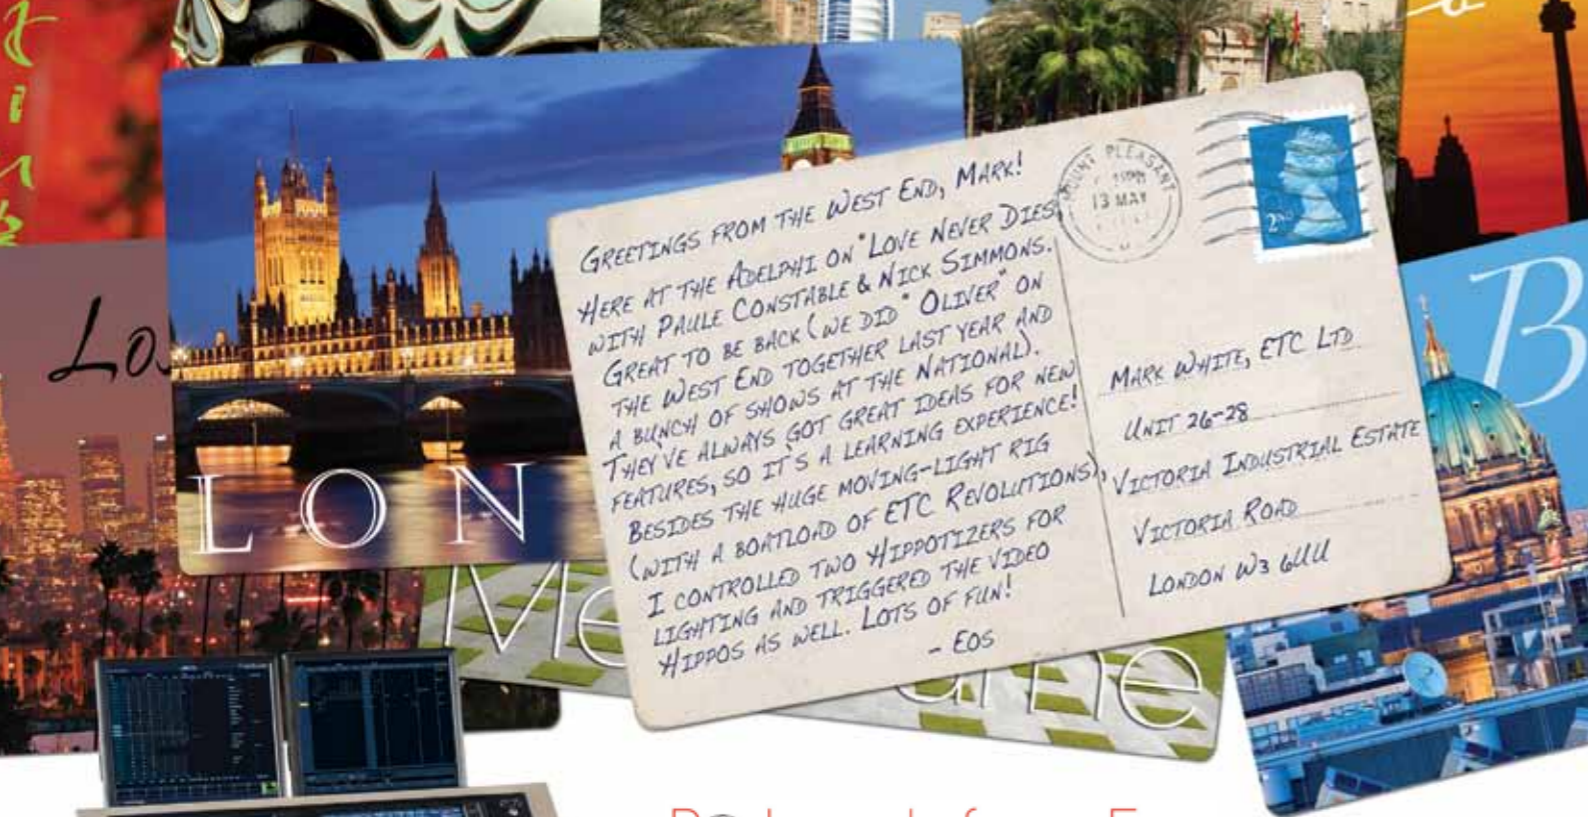 LON
GREETINGS FROM THE WEST END, MARK!
HERE AT THE ADELPHI ON "LOVE NEVER DIES
WITH PAULE CONSTABLE & NICK SIMMONS.
GREAT TO BE BACK (WE DID "OLIVER" ON
THE WEST END TOGETHER LAST YEAR AND
A BUNCH OF SHOWS AT THE NATIONAL).
THEY'VE ALWAYS GOT GREAT IDEAS FOR NEW
FEATURES, SO IT'S A LEARNING EXPERIENCE!
BESIDES THE HUGE MOVING-LIGHT RIG
(WITH A BOATLOAD OF ETC REVOLUTIONS),
I CONTROLLED TWO HIPPOTIZERS FOR
LIGHTING AND TRIGGERED THE VIDEO
HIPPOS AS WELL. LOTS OF FUN!
- EOS
MOUNT PLEASANT
13 MAY
2ND
MARK WHITE, ETC LTD
UNIT 26-28
VICTORIA INDUSTRIAL ESTATE
VICTORIA ROAD
LONDON W3 6UU
Lo
Me
me
B